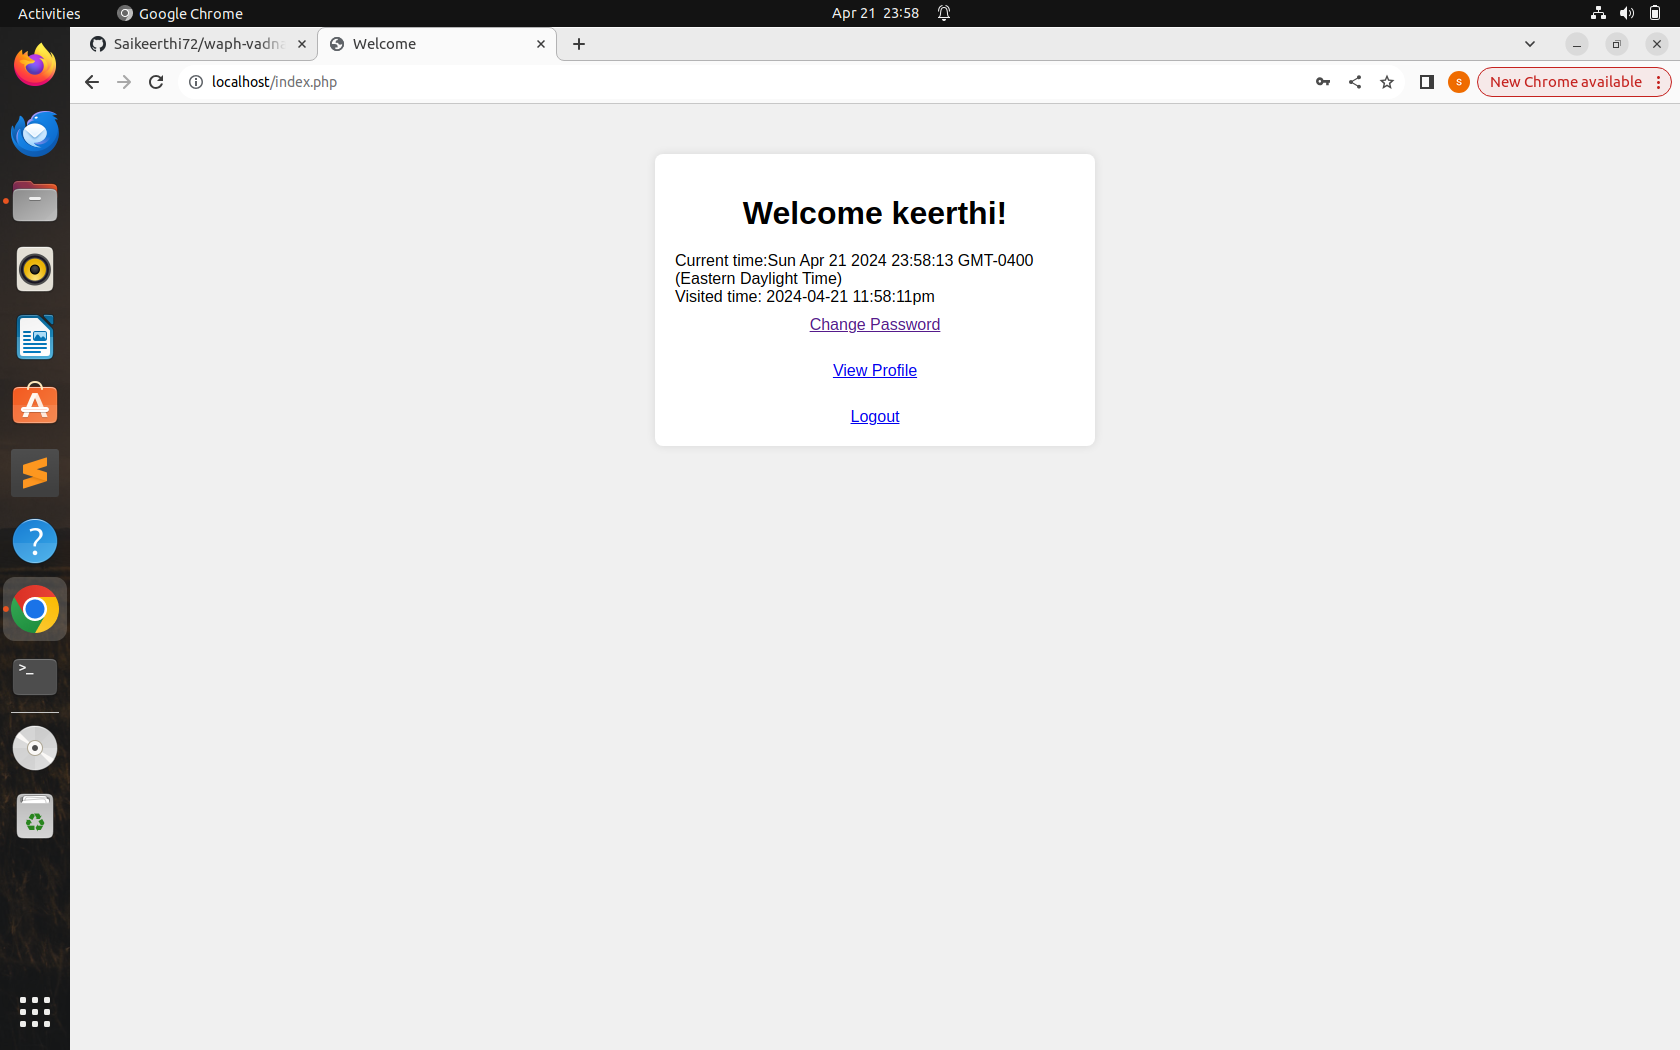 Activities
Google Chrome
Apr 21 23:58
Saikeerthi72/waph-vadna
Welcome
localhost/index.php
s
New Chrome available
Welcome keerthi!
Current time:Sun Apr 21 2024 23:58:13 GMT-0400
(Eastern Daylight Time)
Visited time: 2024-04-21 11:58:11pm
Change Password
View Profile
Logout